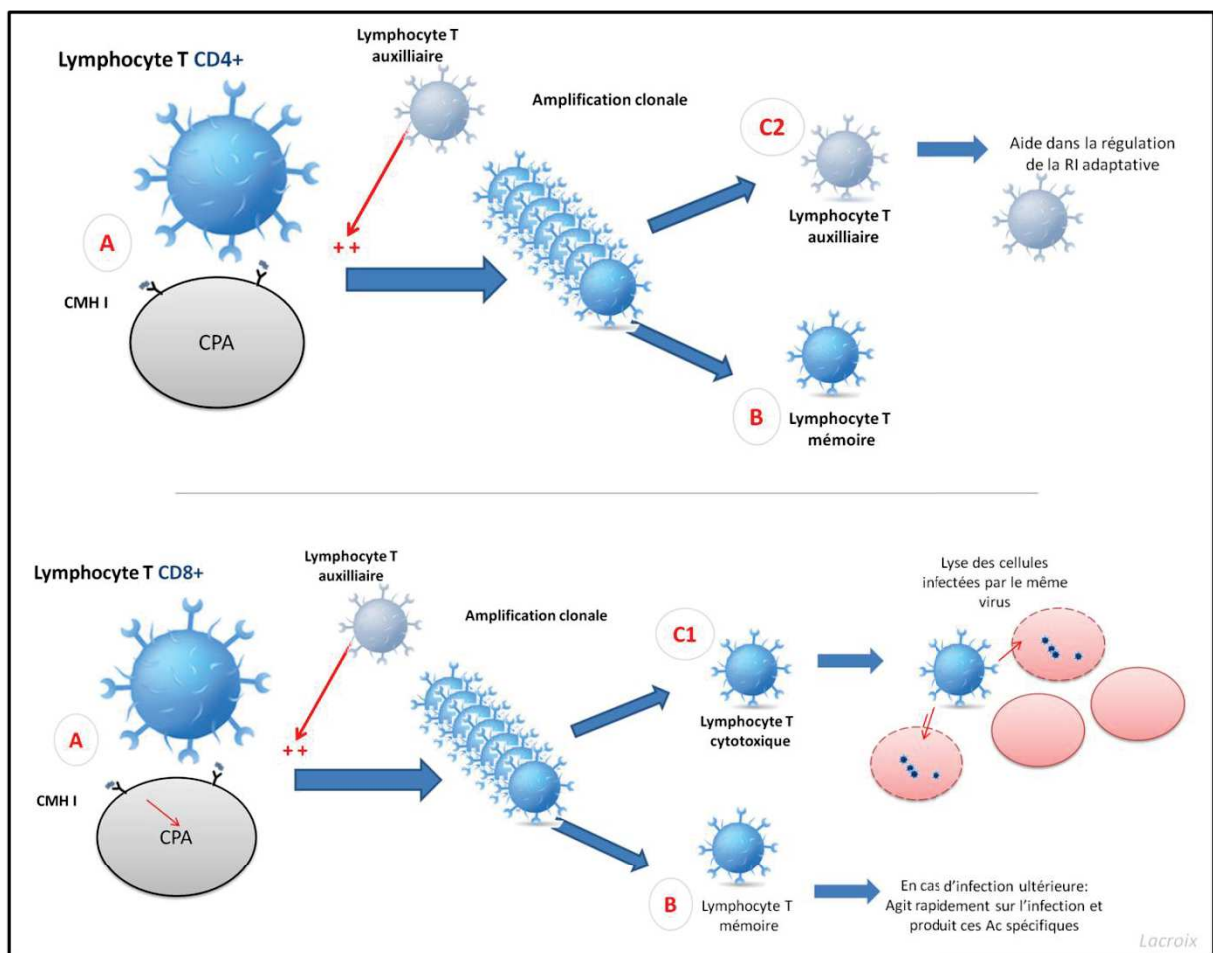 Lymphocyte T CD4+
Lymphocyte T
auxilliaire
Amplification clonale
C2
Lymphocyte T
auxilliaire
Aide dans la régulation
de la RI adaptative
A
++
CMH I
CPA
B
Lymphocyte T
mémoire
Lymphocyte T CD8+
Lymphocyte T
auxilliaire
Amplification clonale
C1
Lymphocyte T
cytotoxique
Lyse des cellules
infectées par le même
virus
A
++
CMH I
CPA
B
Lymphocyte T
mémoire
En cas d'infection ultérieure:
Agit rapidement sur l'infection et
produit ces Ac spécifiques
Lacroix